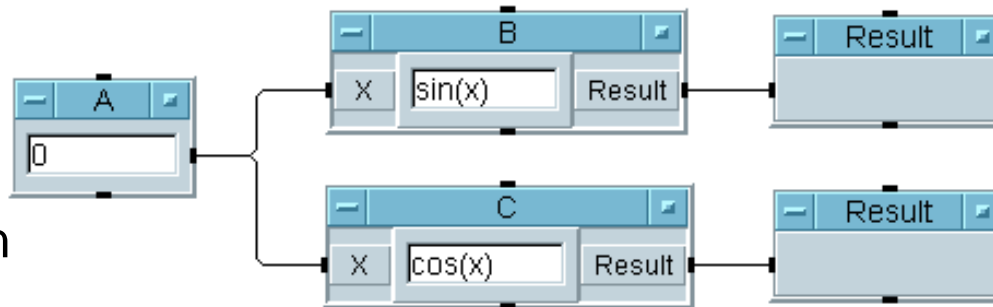 B
Result
A
X
sin(x)
Result
0
C
Result
n
X
cos(x)
Result